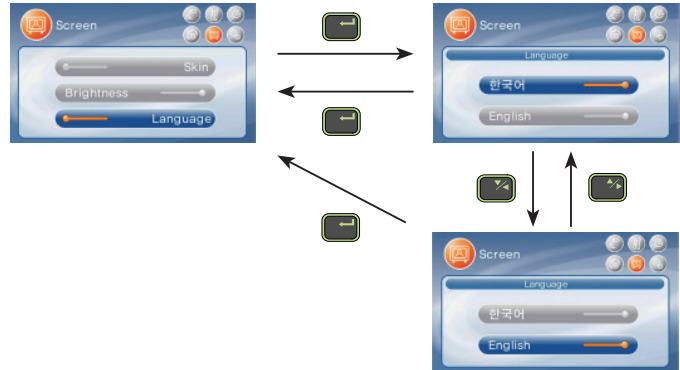 Screen
Skin
Brightness
Language
Screen
Language
한국어
English
Screen
Language
한국어
English